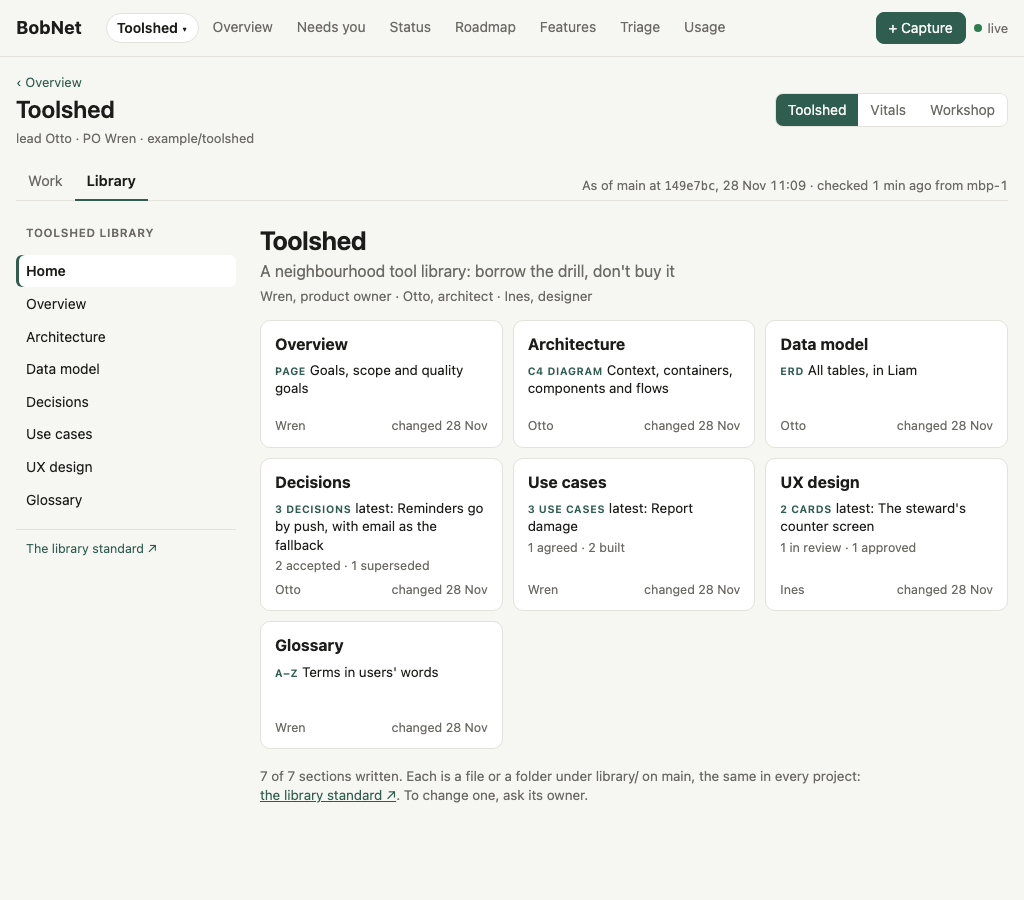 BobNet
Toolshed ▾
Overview
Needs you
Status
Roadmap
Features
Triage
Usage
+ Capture
live
‹ Overview
Toolshed
lead Otto · PO Wren · example/toolshed
Toolshed
Vitals
Workshop
Work
Library
As of main at 149e7bc, 28 Nov 11:09 · checked 1 min ago from mbp-1
TOOLSHED LIBRARY
Home
Overview
Architecture
Data model
Decisions
Use cases
UX design
Glossary
The library standard ↗
Toolshed
A neighbourhood tool library: borrow the drill, don't buy it
Wren, product owner · Otto, architect · Ines, designer
Overview
PAGE Goals, scope and quality
goals
Wren
changed 28 Nov
Architecture
C4 DIAGRAM Context, containers,
components and flows
Otto
changed 28 Nov
Data model
ERD All tables, in Liam
Otto
changed 28 Nov
Decisions
3 DECISIONS latest: Reminders go
by push, with email as the
fallback
2 accepted · 1 superseded
Otto
changed 28 Nov
Use cases
3 USE CASES latest: Report
damage
1 agreed · 2 built
Wren
changed 28 Nov
UX design
2 CARDS latest: The steward's
counter screen
1 in review · 1 approved
Ines
changed 28 Nov
Glossary
A–Z Terms in users' words
Wren
changed 28 Nov
7 of 7 sections written. Each is a file or a folder under library/ on main, the same in every project:
the library standard ↗. To change one, ask its owner.